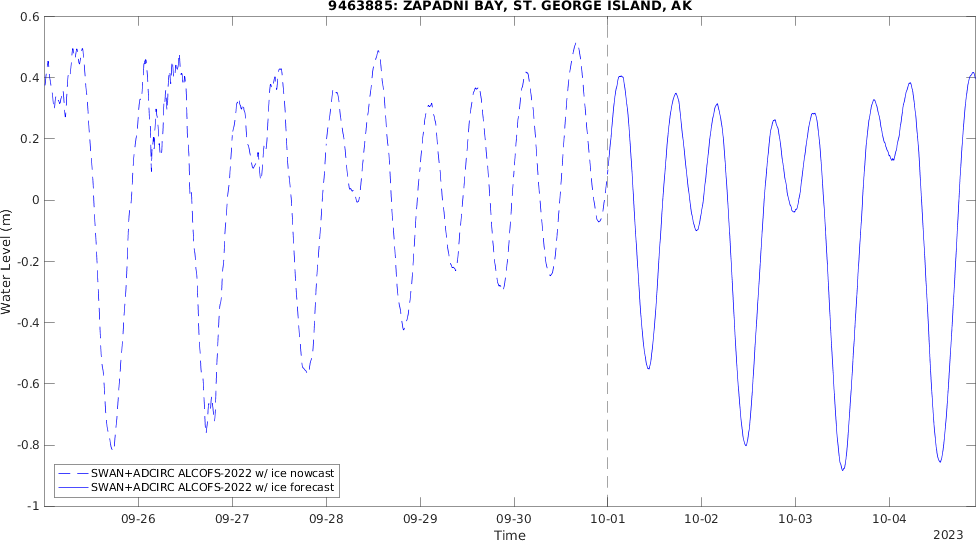 9463885: ZAPADNI BAY, ST. GEORGE ISLAND, AK
0.6
0.4
0.2
0
-0.2
-0.4
-0.6
-0.8
-1
Water Level (m)
SWAN+ADCIRC ALCOFS-2022 w/ ice nowcast
SWAN+ADCIRC ALCOFS-2022 w/ ice forecast
09-26 09-27 09-28 09-29 09-30 10-01 10-02 10-03 10-04
Time
2023